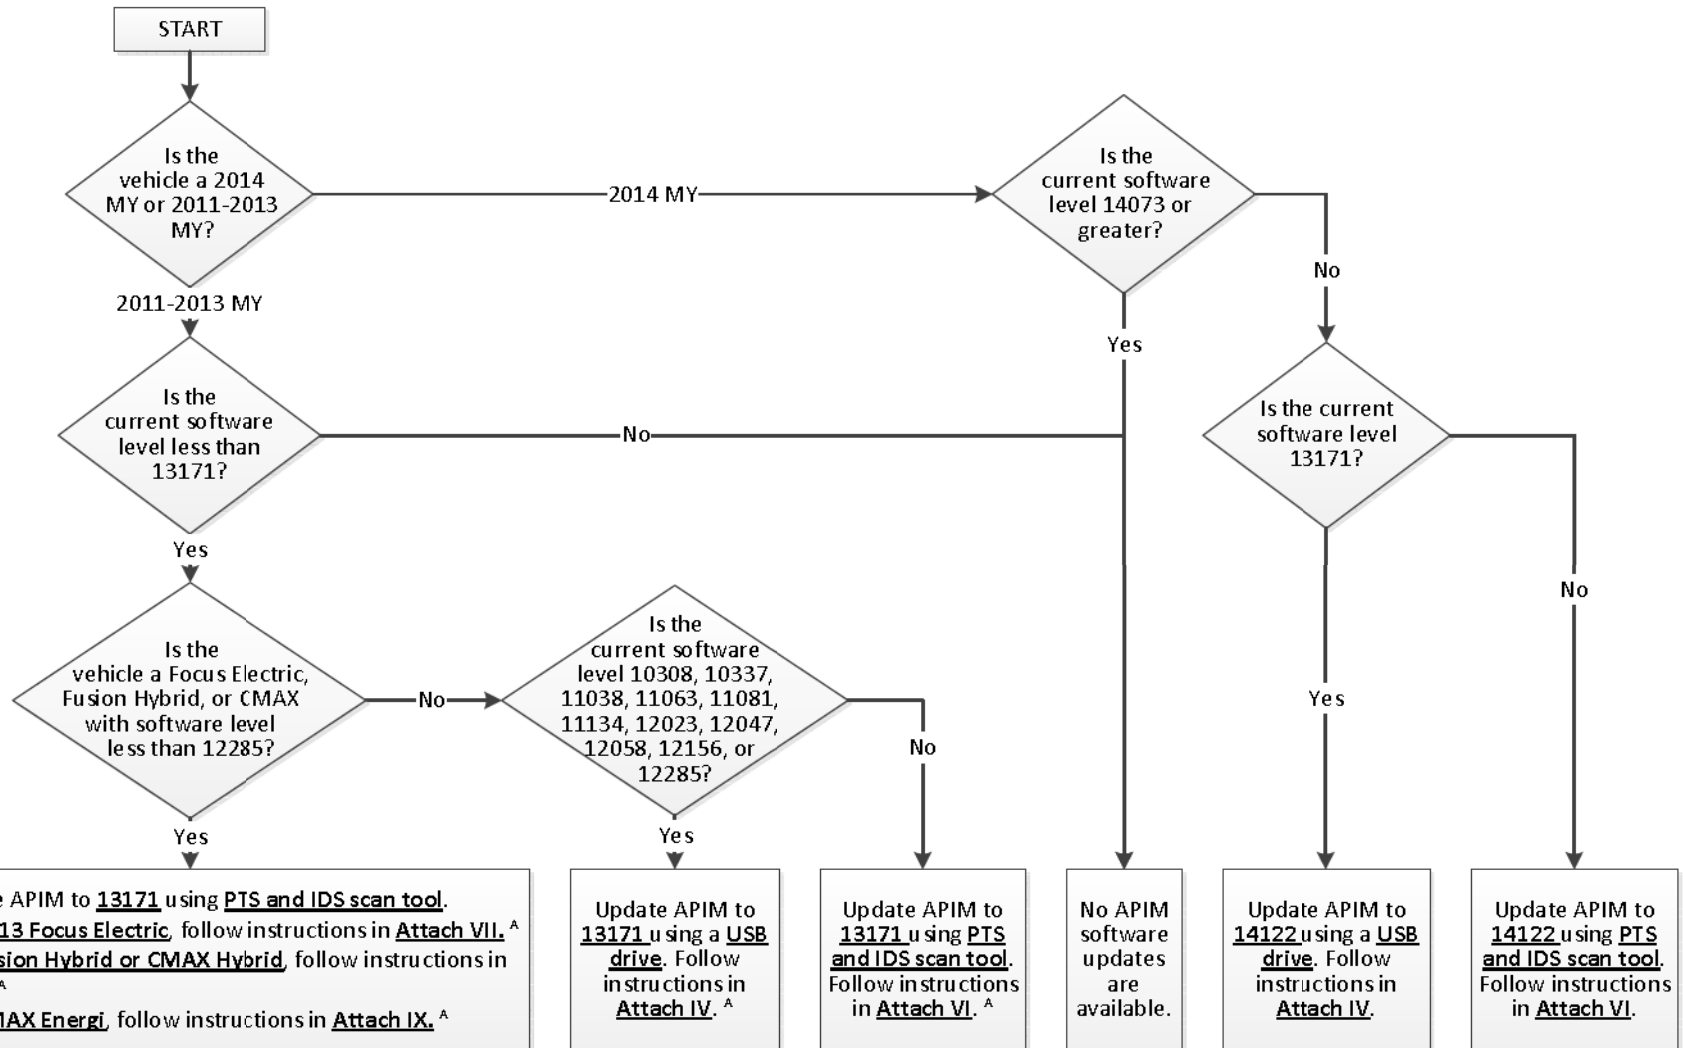 START
Is the
vehicle a 2014
MY or 2011-2013
MY?
2014 MY
Is the
current software
level 14073 or
greater?
No
2011-2013 MY
Yes
Is the
current software
level less than
13171?
No
Is the current
software level
13171?
Yes
No
Is the
vehicle a Focus Electric,
Fusion Hybrid, or CMAX
with software level
less than 12285?
No
Is the
current software
level 10308, 10337,
11038, 11063, 11081,
11134, 12023, 12047,
12058, 12156, or
12285?
No
Yes
Yes
Yes
APIM to 13171 using PTS and IDS scan tool.
13 Focus Electric, follow instructions in Attach VII. A
Hybrid or CMAX Hybrid, follow instructions in
A
Energi, follow instructions in Attach IX. A
Update APIM to
13171 using a USB
drive. Follow
instructions in
Attach IV. A
Update APIM to
13171 using PTS
and IDS scan tool.
Follow instructions
in Attach VI. A
No APIM
software
updates
are
available.
Update APIM to
14122 using a USB
drive. Follow
instructions in
Attach IV.
Update APIM to
14122 using PTS
and IDS scan tool.
Follow instructions
in Attach VI.